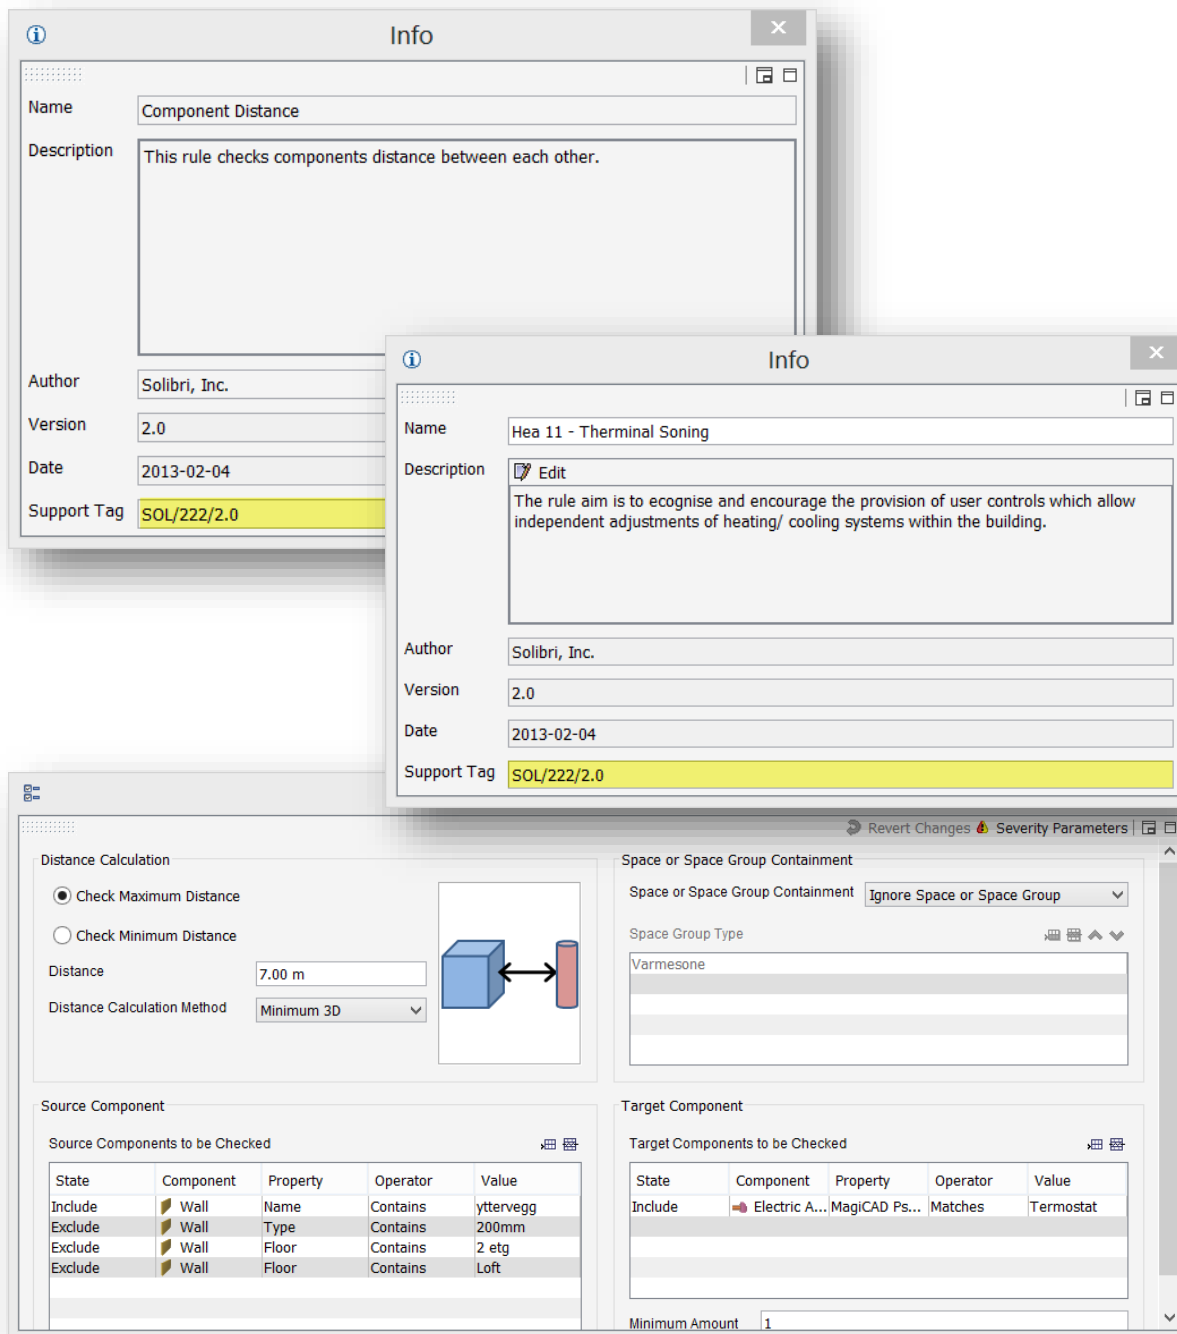 Info
Name
Component Distance
Description
This rule checks components distance between each other.
Author
Solibri, Inc.
Version
2.0
Date
2013-02-04
Support Tag
SOL/222/2.0
Info
Name
Hea 11 - Therminal Soning
Description
Edit
The rule aim is to ecognise and encourage the provision of user controls which allow
independent adjustments of heating/ cooling systems within the building.
Author
Solibri, Inc.
Version
2.0
Date
2013-02-04
Support Tag
SOL/222/2.0
Revert Changes Severity Parameters
Distance Calculation
Check Maximum Distance
Check Minimum Distance
Distance
7.00 m
Distance Calculation Method
Minimum 3D
Space or Space Group Containment
Space or Space Group Containment
Ignore Space or Space Group
Space Group Type
Varmesone
Source Component
Source Components to be Checked
State Component Property Operator Value
Include Wall Name Contains yttervegg
Exclude Wall Type Contains 200mm
Exclude Wall Floor Contains 2 etg
Exclude Wall Floor Contains Loft
Target Component
Target Components to be Checked
State Component Property Operator Value
Include Electric A... MagiCAD Ps... Matches Termostat
Minimum Amount 1